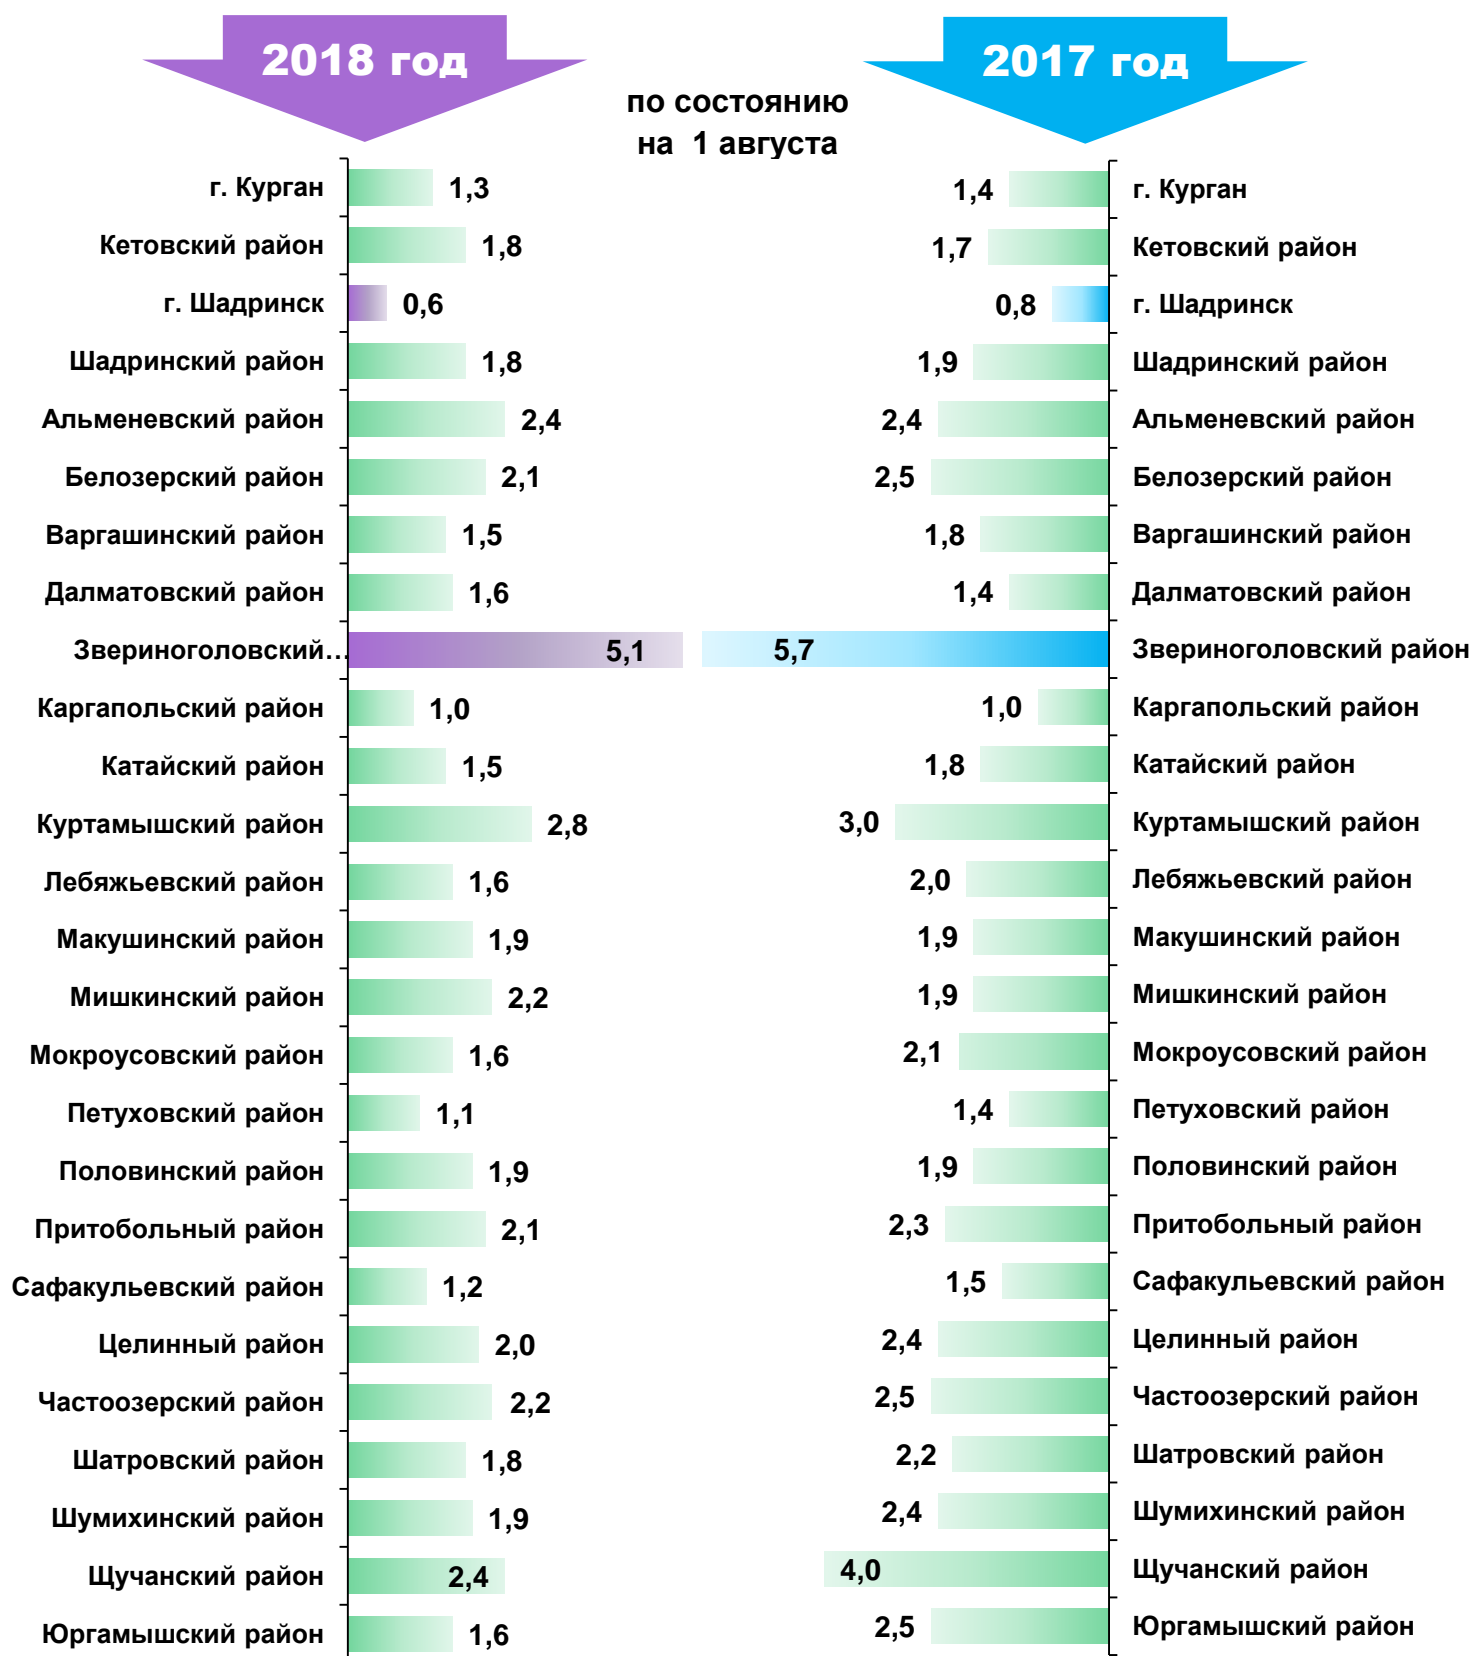 2018 год
2017 год
по состоянию
на 1 августа
г. Курган 1,3 1,4 г. Курган
Кетовский район 1,8 1,7 Кетовский район
г. Шадринск 0,6 0,8 г. Шадринск
Шадринский район 1,8 1,9 Шадринский район
Альменевский район 2,4 2,4 Альменевский район
Белозерский район 2,1 2,5 Белозерский район
Варгашинский район 1,5 1,8 Варгашинский район
Далматовский район 1,6 1,4 Далматовский район
Звериноголовский… 5,1 5,7 Звериноголовский район
Каргапольский район 1,0 1,0 Каргапольский район
Катайский район 1,5 1,8 Катайский район
Куртамышский район 2,8 3,0 Куртамышский район
Лебяжьевский район 1,6 2,0 Лебяжьевский район
Макушинский район 1,9 1,9 Макушинский район
Мишкинский район 2,2 1,9 Мишкинский район
Мокроусовский район 1,6 2,1 Мокроусовский район
Петуховский район 1,1 1,4 Петуховский район
Половинский район 1,9 1,9 Половинский район
Притобольный район 2,1 2,3 Притобольный район
Сафакульевский район 1,2 1,5 Сафакульевский район
Целинный район 2,0 2,4 Целинный район
Частоозерский район 2,2 2,5 Частоозерский район
Шатровский район 1,8 2,2 Шатровский район
Шумихинский район 1,9 2,4 Шумихинский район
Щучанский район 2,4 4,0 Щучанский район
Юргамышский район 1,6 2,5 Юргамышский район